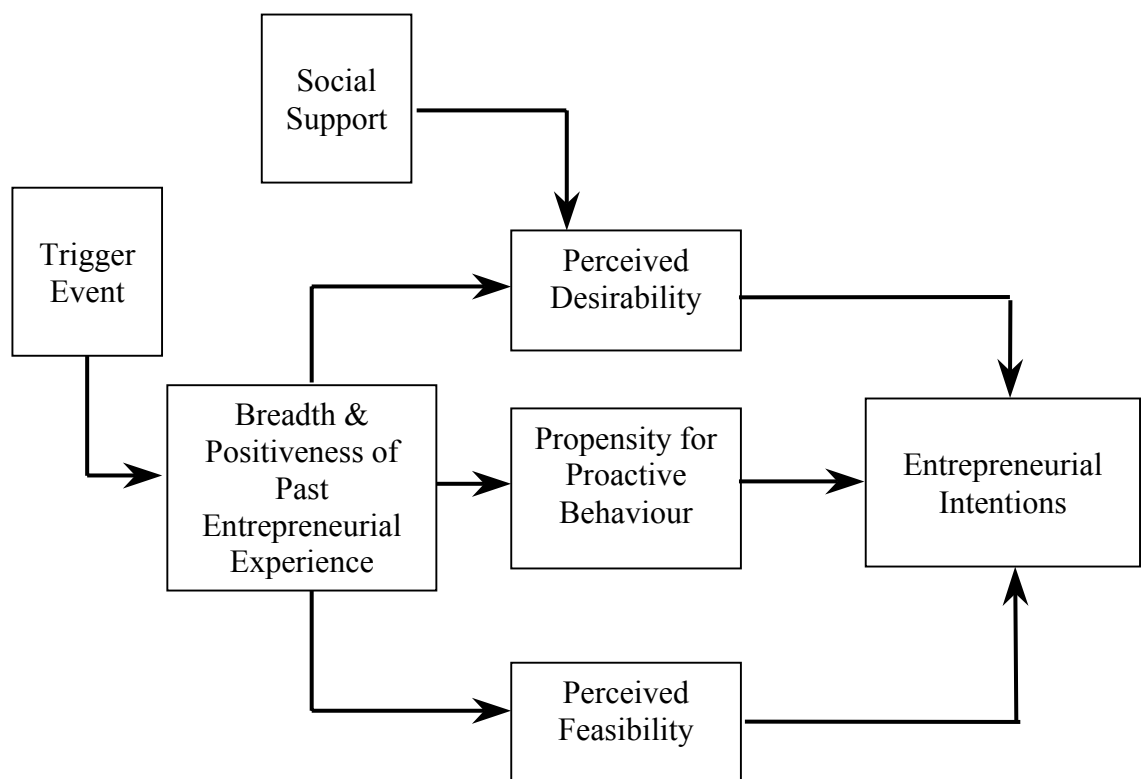 Social
Support
Trigger
Event
Perceived
Desirability
Breadth &
Positiveness of
Past
Entrepreneurial
Experience
Propensity for
Proactive
Behaviour
Entrepreneurial
Intentions
Perceived
Feasibility